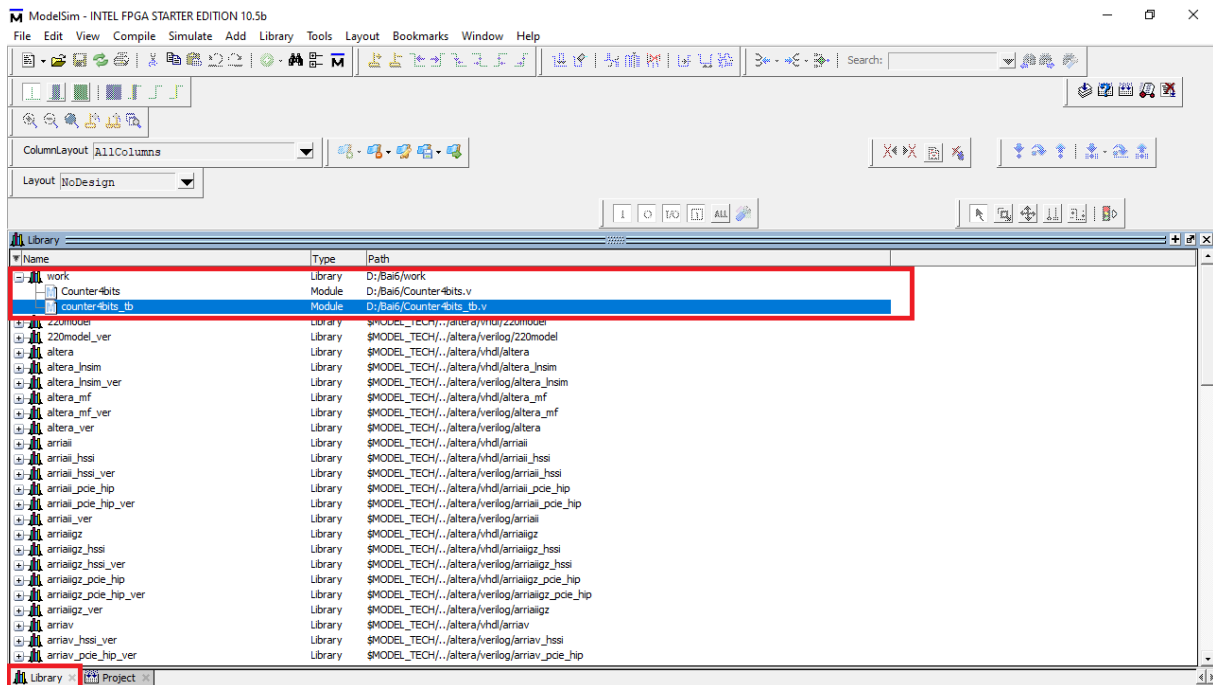 ModelSim - INTEL FPGA STARTER EDITION 10.5b
File Edit View Compile Simulate Add Library Tools Layout Bookmarks Window Help
Search:
ColumnLayout AllColumns
Layout NoDesign
ALL
Library
Name Type Path
work Library D:/Bai6/work
Counter4bits Module D:/Bai6/Counter4bits.v
counter4bits_tb Module D:/Bai6/Counter4bits_tb.v
220model Library $MODEL_TECH/../altera/vhdl/220model
220model_ver Library $MODEL_TECH/../altera/verilog/220model
altera Library $MODEL_TECH/../altera/vhdl/altera
altera_lnsim Library $MODEL_TECH/../altera/vhdl/altera_lnsim
altera_lnsim_ver Library $MODEL_TECH/../altera/verilog/altera_lnsim
altera_mf Library $MODEL_TECH/../altera/vhdl/altera_mf
altera_mf_ver Library $MODEL_TECH/../altera/verilog/altera_mf
altera_ver Library $MODEL_TECH/../altera/verilog/altera
arriaii Library $MODEL_TECH/../altera/vhdl/arriaii
arriaii_hssi Library $MODEL_TECH/../altera/vhdl/arriaii_hssi
arriaii_hssi_ver Library $MODEL_TECH/../altera/verilog/arriaii_hssi
arriaii_pcie_hip Library $MODEL_TECH/../altera/vhdl/arriaii_pcie_hip
arriaii_pcie_hip_ver Library $MODEL_TECH/../altera/verilog/arriaii_pcie_hip
arriaii_ver Library $MODEL_TECH/../altera/verilog/arriaii
arriaiigz Library $MODEL_TECH/../altera/vhdl/arriaiigz
arriaiigz_hssi Library $MODEL_TECH/../altera/vhdl/arriaiigz_hssi
arriaiigz_hssi_ver Library $MODEL_TECH/../altera/verilog/arriaiigz_hssi
arriaiigz_pcie_hip Library $MODEL_TECH/../altera/vhdl/arriaiigz_pcie_hip
arriaiigz_pcie_hip_ver Library $MODEL_TECH/../altera/verilog/arriaiigz_pcie_hip
arriaiigz_ver Library $MODEL_TECH/../altera/verilog/arriaiigz
arriav Library $MODEL_TECH/../altera/vhdl/arriav
arriav_hssi_ver Library $MODEL_TECH/../altera/verilog/arriav_hssi
arriav_pcie_hip_ver Library $MODEL_TECH/../altera/verilog/arriav_pcie_hip
Library Project